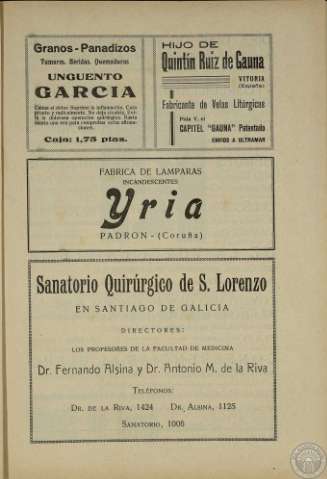 Granos-Panadizos
Tumores. Heridas. Quemaduras
UNGUENTO
GARCIA
Caja: 1,75 ptas.
HIJO DE
Quintín Ruiz de Gauna
VITORIA
(España)
Fabricante de Velas Litúrgicas
Pida V. el
CAPITEL "GAUNA" Patentado
ENVIOS A ULTRAMAR
FABRICA DE LAMPARAS
INCANDESCENTES
Yria
PADRON - (Coruña)
Sanatorio Quirúrgico de S. Lorenzo
EN SANTIAGO DE GALICIA
DIRECTORES:
LOS PROFESORES DE LA FACULTAD DE MEDICINA
Dr. Fernando Alsina y Dr. Antonio M. de la Riva
TELÉFONOS:
DR. DE LA RIVA, 1424 DR. ALSINA, 1125
SANATORIO, 1005